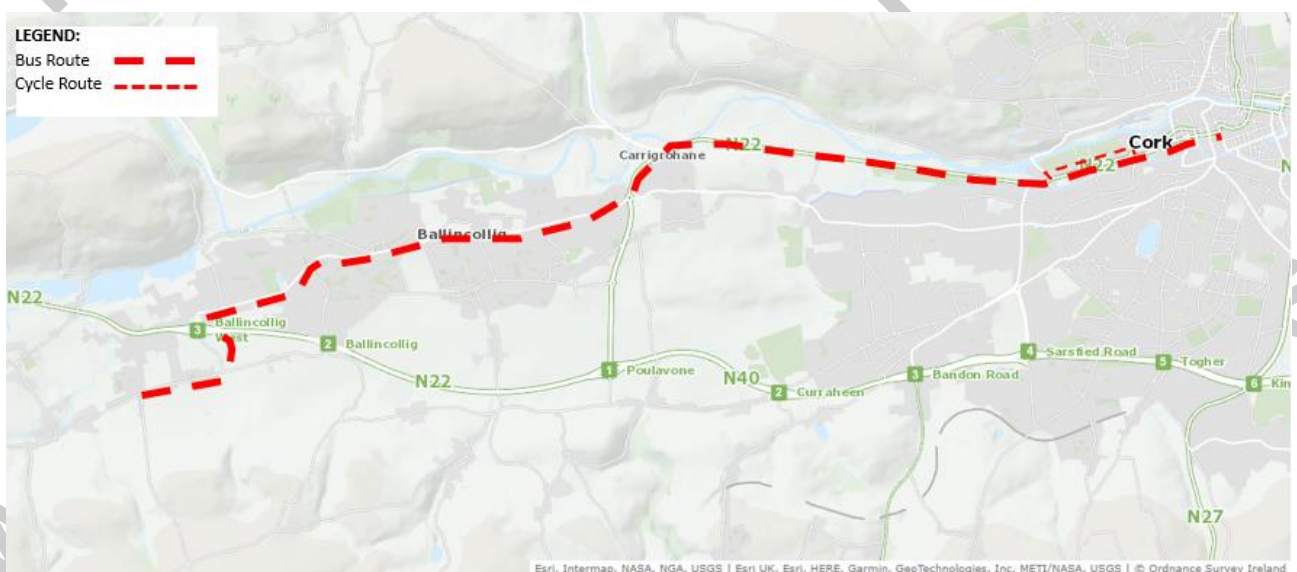 LEGEND:
Bus Route
Cycle Route
Carrigrohane
N22
Cork
N22
Ballincollig
N22
3 Ballincollig
West
2 Ballincollig
N22
1 Poulavone
N40
2 Curraheen
3 Bandon Road
4 Sarsfied Road
5 Togher
6 Kin
N
N27
Esri, Intermap, NASA, NGA, USGS | Esri UK, Esri, HERE, Garmin, GeoTechnologies, Inc, METI/NASA, USGS | © Ordnance Survey Ireland